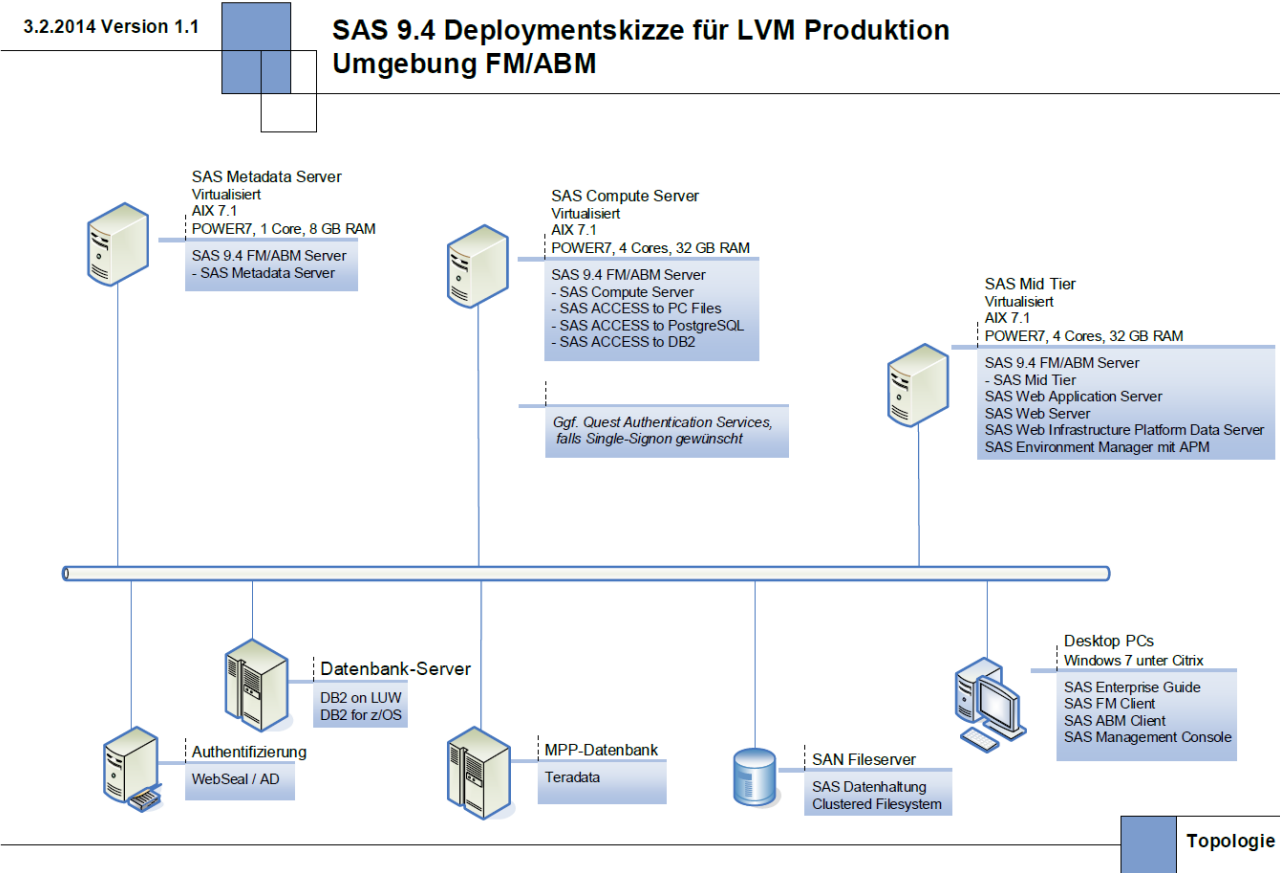 3.2.2014 Version 1.1
SAS 9.4 Deploymentskizze für LVM Produktion
Umgebung FM/ABM
SAS Metadata Server
Virtualisiert
AIX 7.1
POWER7, 1 Core, 8 GB RAM
SAS 9.4 FM/ABM Server
- SAS Metadata Server
SAS Compute Server
Virtualisiert
AIX 7.1
POWER7, 4 Cores, 32 GB RAM
SAS 9.4 FM/ABM Server
- SAS Compute Server
- SAS ACCESS to PC Files
- SAS ACCESS to PostgreSQL
- SAS ACCESS to DB2
Ggf. Quest Authentication Services,
falls Single-Signon gewünscht
SAS Mid Tier
Virtualisiert
AIX 7.1
POWER7, 4 Cores, 32 GB RAM
SAS 9.4 FM/ABM Server
- SAS Mid Tier
SAS Web Application Server
SAS Web Server
SAS Web Infrastructure Platform Data Server
SAS Environment Manager mit APM
Datenbank-Server
DB2 on LUW
DB2 for z/OS
Authentifizierung
WebSeal / AD
MPP-Datenbank
Teradata
SAN Fileserver
SAS Datenhaltung
Clustered Filesystem
Desktop PCs
Windows 7 unter Citrix
SAS Enterprise Guide
SAS FM Client
SAS ABM Client
SAS Management Console
Topologie